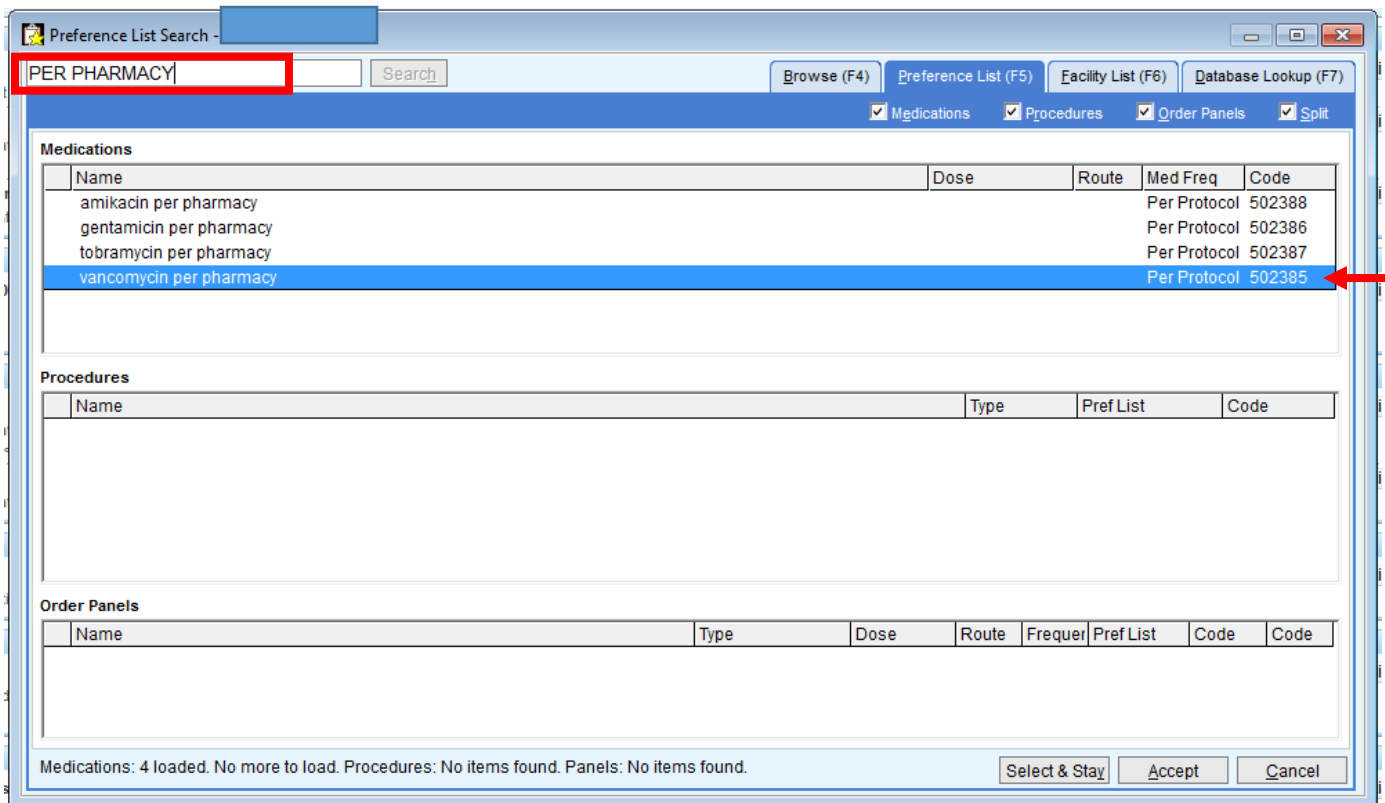 Preference List Search -
PER PHARMACY Search Browse (F4) Preference List (F5) Facility List (F6) Database Lookup (F7)
Medications Procedures Order Panels Split
Medications
Name Dose Route Med Freq Code
amikacin per pharmacy Per Protocol 502388
gentamicin per pharmacy Per Protocol 502386
tobramycin per pharmacy Per Protocol 502387
vancomycin per pharmacy Per Protocol 502385
Procedures
Name Type Pref List Code
Order Panels
Name Type Dose Route Frequen Pref List Code Code
Medications: 4 loaded. No more to load. Procedures: No items found. Panels: No items found.
Select & Stay Accept Cancel